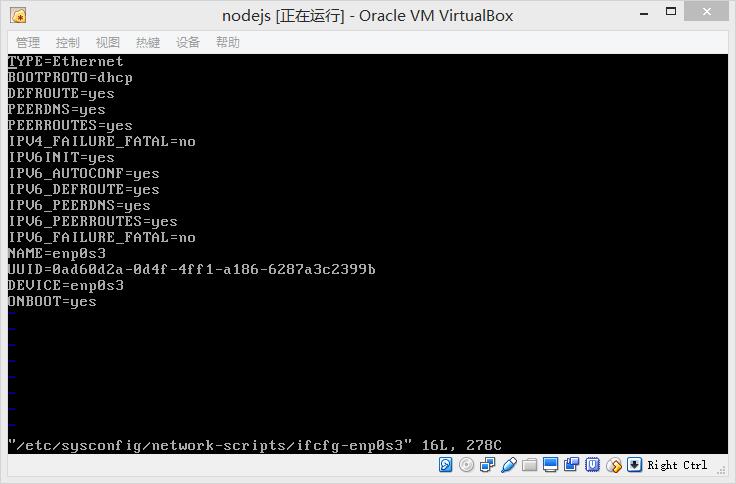 nodejs [正在运行] - Oracle VM VirtualBox
管理 控制 视图 热键 设备 帮助
TYPE=Ethernet
BOOTPROTO=dhcp
DEFROUTE=yes
PEERDNS=yes
PEERROUTES=yes
IPV4_FAILURE_FATAL=no
IPV6INIT=yes
IPV6_AUTOCONF=yes
IPV6_DEFROUTE=yes
IPV6_PEERDNS=yes
IPV6_PEERROUTES=yes
IPV6_FAILURE_FATAL=no
NAME=enp0s3
UUID=0ad60d2a-0d4f-4ff1-a186-6287a3c2399b
DEVICE=enp0s3
ONBOOT=yes
~
~
~
~
~
~
~
~
"/etc/sysconfig/network-scripts/ifcfg-enp0s3" 16L, 278C
Right Ctrl